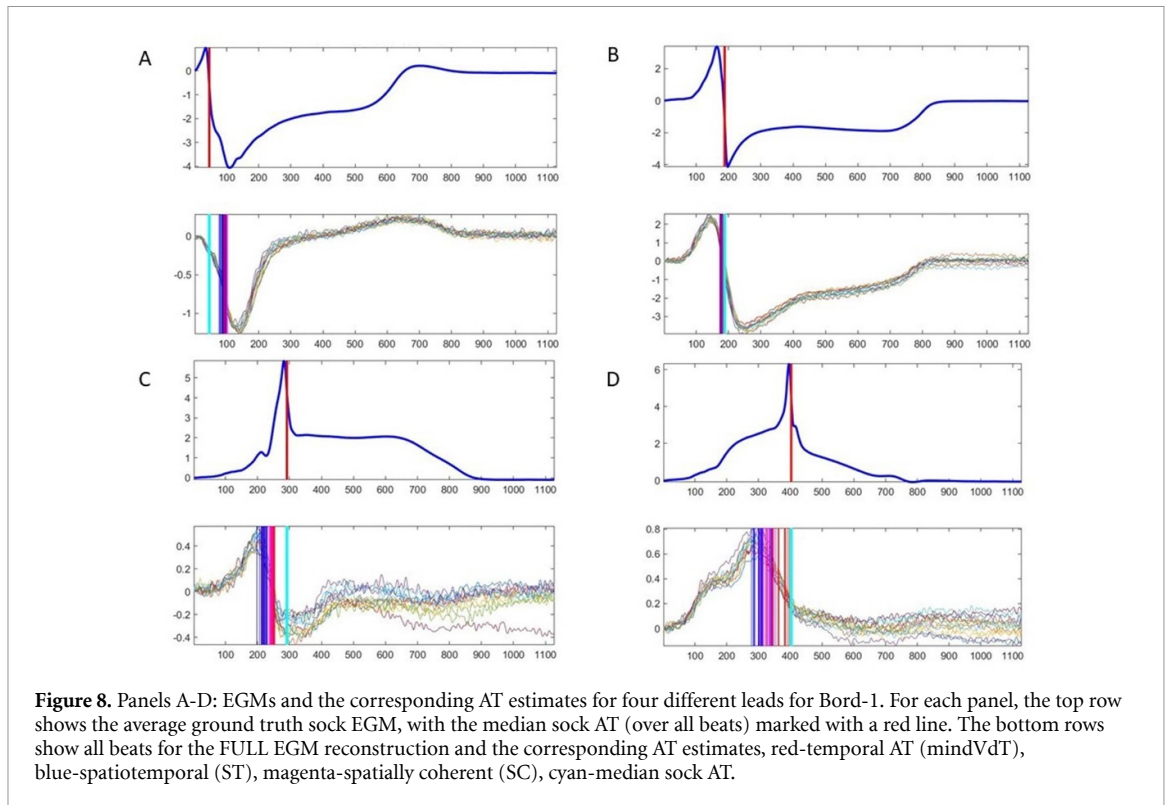 A
0
-1
-2
-3
-4
100 200 300 400 500 600 700 800 900 1000 1100
0
-0.5
-1
100 200 300 400 500 600 700 800 900 1000 1100
B
2
0
-2
-4
100 200 300 400 500 600 700 800 900 1000 1100
2
1
0
-1
-2
-3
100 200 300 400 500 600 700 800 900 1000 1100
C
5
4
3
2
1
0
100 200 300 400 500 600 700 800 900 1000 1100
0.4
0.2
0
-0.2
-0.4
100 200 300 400 500 600 700 800 900 1000 1100
D
6
4
2
0
100 200 300 400 500 600 700 800 900 1000 1100
0.8
0.6
0.4
0.2
0
100 200 300 400 500 600 700 800 900 1000 1100
Figure 8. Panels A-D: EGMs and the corresponding AT estimates for four different leads for Bord-1. For each panel, the top row
shows the average ground truth sock EGM, with the median sock AT (over all beats) marked with a red line. The bottom rows
show all beats for the FULL EGM reconstruction and the corresponding AT estimates, red-temporal AT (mindVdT),
blue-spatiotemporal (ST), magenta-spatially coherent (SC), cyan-median sock AT.